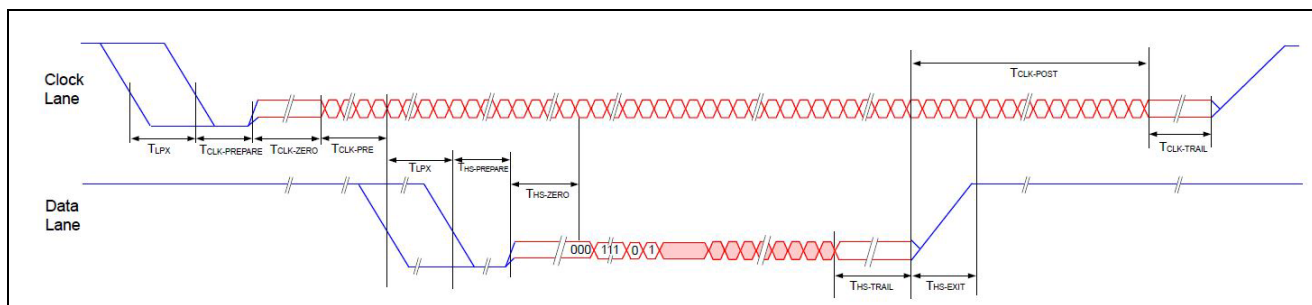 Clock
Lane
TCLK-POST
TLPX
TCLK-PREPARE
TCLK-ZERO
TCLK-PRE
TCLK-TRAIL
TLPX
THS-PREPARE
THS-ZERO
Data
Lane
000 111 0 1
THS-TRAIL
THS-EXIT